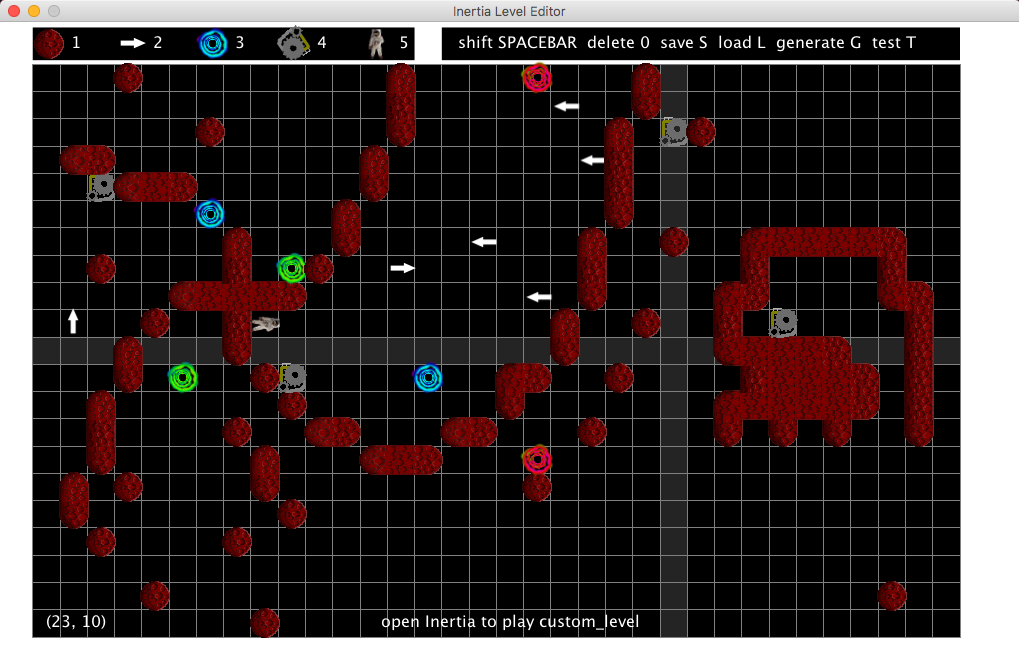 Inertia Level Editor
1 2 3 4 5 shift SPACEBAR delete 0 save S load L generate G test T
(23, 10) open Inertia to play custom_level